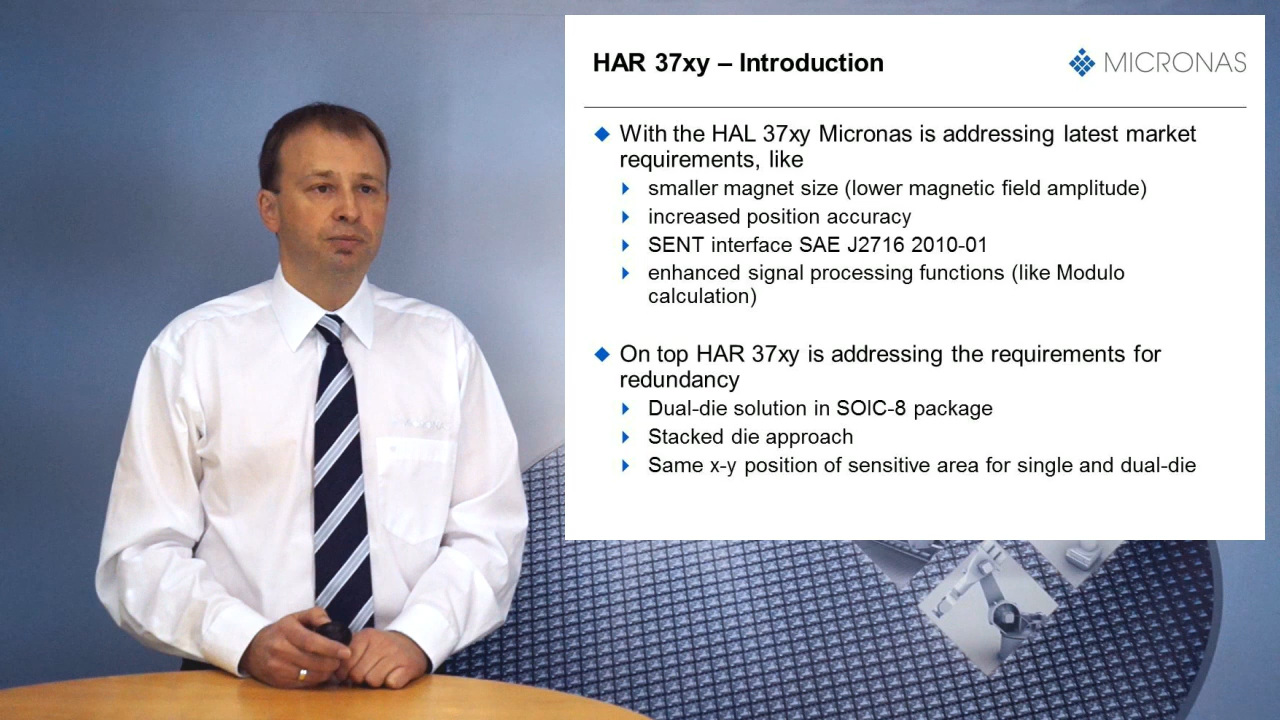 HAR 37xy – Introduction
MICRONAS
With the HAL 37xy Micronas is addressing latest market
requirements, like
smaller magnet size (lower magnetic field amplitude)
increased position accuracy
SENT interface SAE J2716 2010-01
enhanced signal processing functions (like Modulo
calculation)
On top HAR 37xy is addressing the requirements for
redundancy
Dual-die solution in SOIC-8 package
Stacked die approach
Same x-y position of sensitive area for single and dual-die